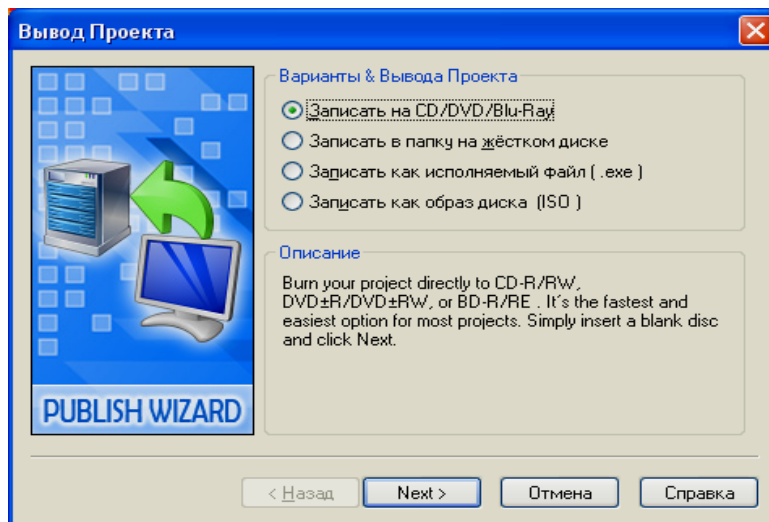 Вывод Проекта
Варианты & Вывода Проекта
Записать на CD/DVD/Blu-Ray
Записать в папку на жёстком диске
Записать как исполняемый файл ( .exe )
Записать как образ диска (ISO )
Описание
Burn your project directly to CD-R/RW,
DVD±R/DVD±RW, or BD-R/RE . It´s the fastest and
easiest option for most projects. Simply insert a blank disc
and click Next.
PUBLISH WIZARD
< Назад Next > Отмена Справка